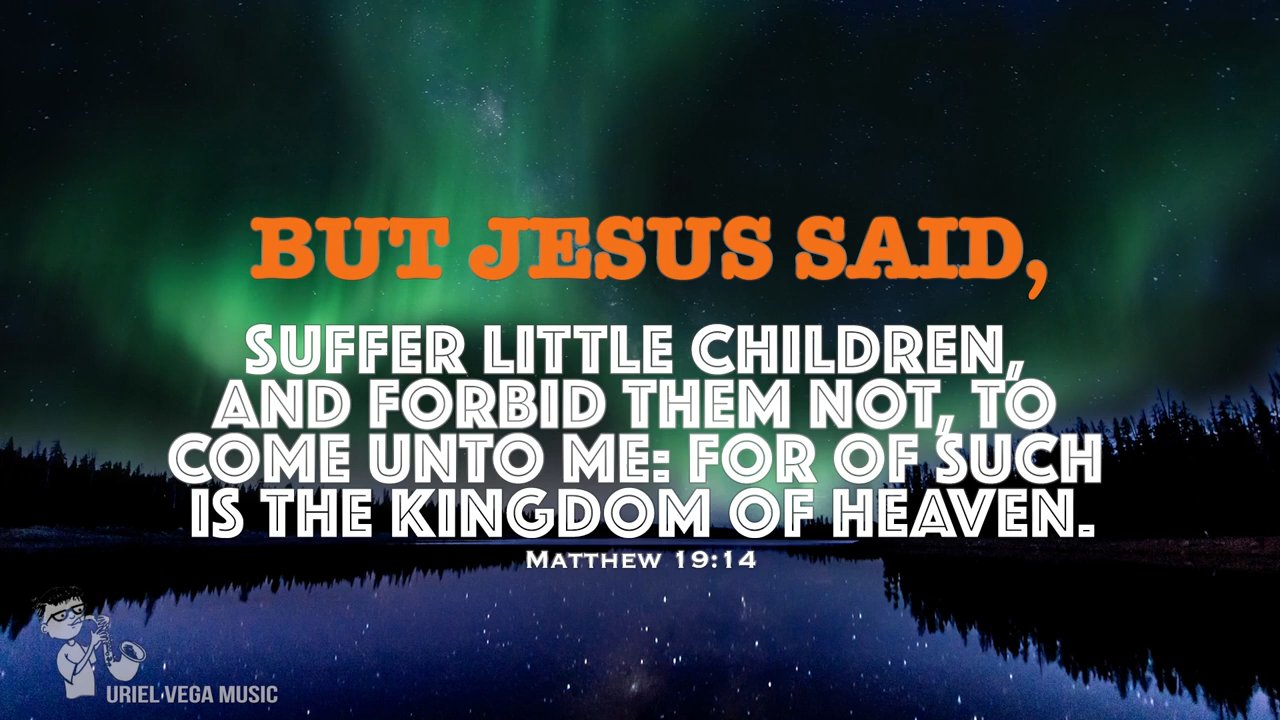 BUT JESUS SAID,
SUFFER LITTLE CHILDREN,
AND FORBID THEM NOT, TO
COME UNTO ME: FOR OF SUCH
IS THE KINGDOM OF HEAVEN.
Matthew 19:14
URIEL VEGA MUSIC